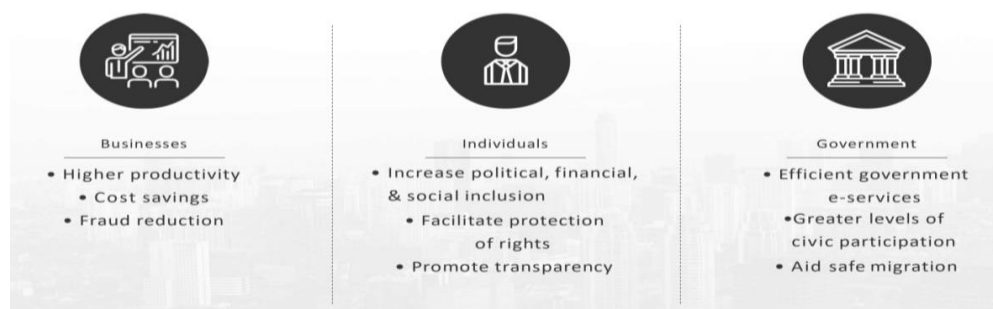 Businesses
• Higher productivity
• Cost savings
• Fraud reduction
Individuals
• Increase political, financial,
& social inclusion
• Facilitate protection
of rights
• Promote transparency
Government
• Efficient government
e-services
•Greater levels of
civic participation
• Aid safe migration